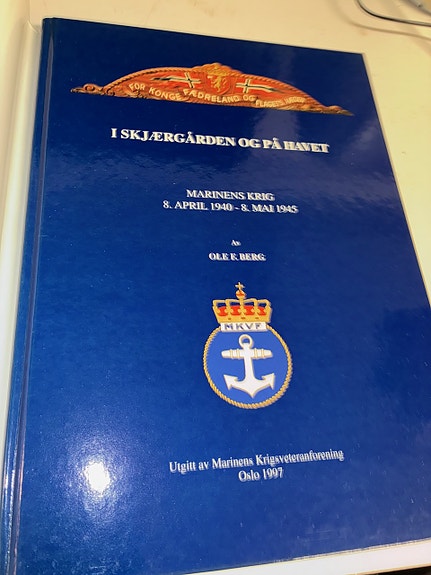 FOR KONGE, FÆDRELAND OG FLAGETS HÆDER
I SKJÆRGÅRDEN OG PÅ HAVET
MARINENS KRIG
8. APRIL 1940 - 8. MAI 1945
Av
OLE F. BERG
MKVF
Utgitt av Marinens Krigsveteranforening
Oslo 1997